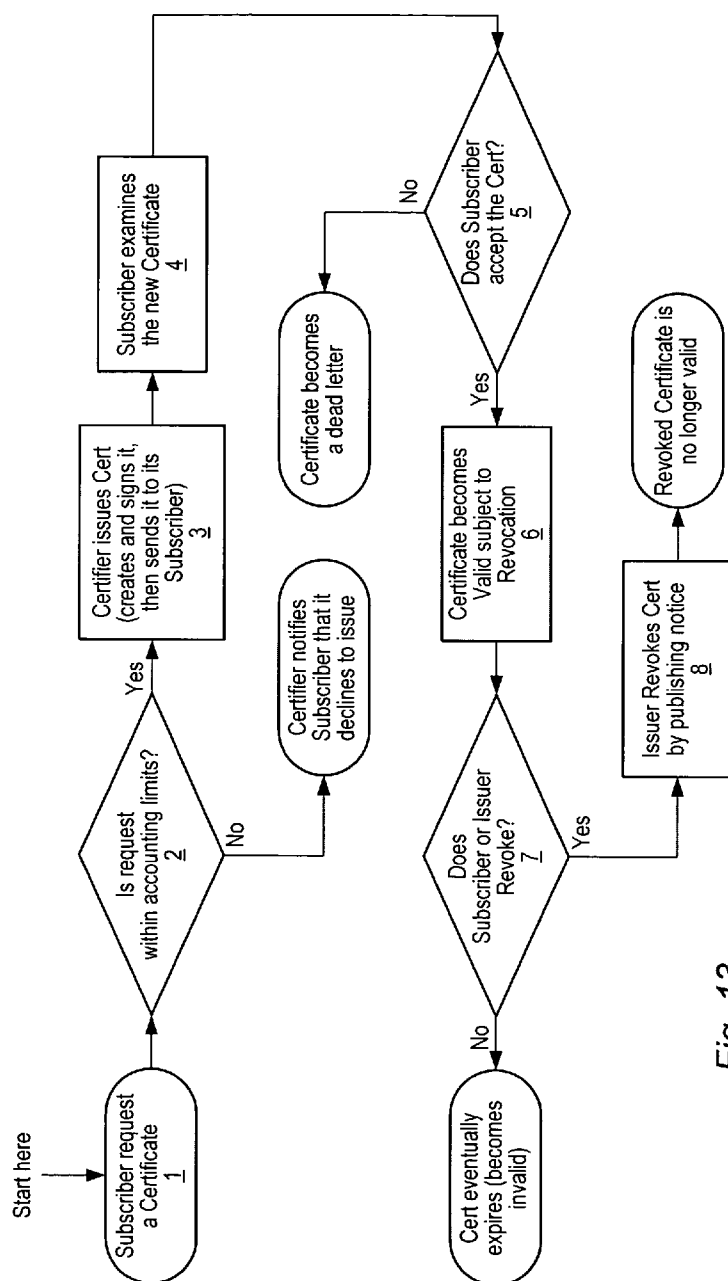 Start here
Subscriber request
a Certificate
1
Is request
within accounting limits?
2
Yes
No
Certifier issues Cert
(creates and signs it,
then sends it to its
Subscriber)
3
Certifier notifies
Subscriber that it
declines to issue
Subscriber examines
the new Certificate
4
Does Subscriber
accept the Cert?
5
No
Yes
Certificate becomes
a dead letter
Certificate becomes
Valid subject to
Revocation
6
Does
Subscriber or Issuer
Revoke?
7
No
Yes
Cert eventually
expires (becomes
invalid)
Issuer Revokes Cert
by publishing notice
8
Revoked Certificate is
no longer valid
Fig. 13